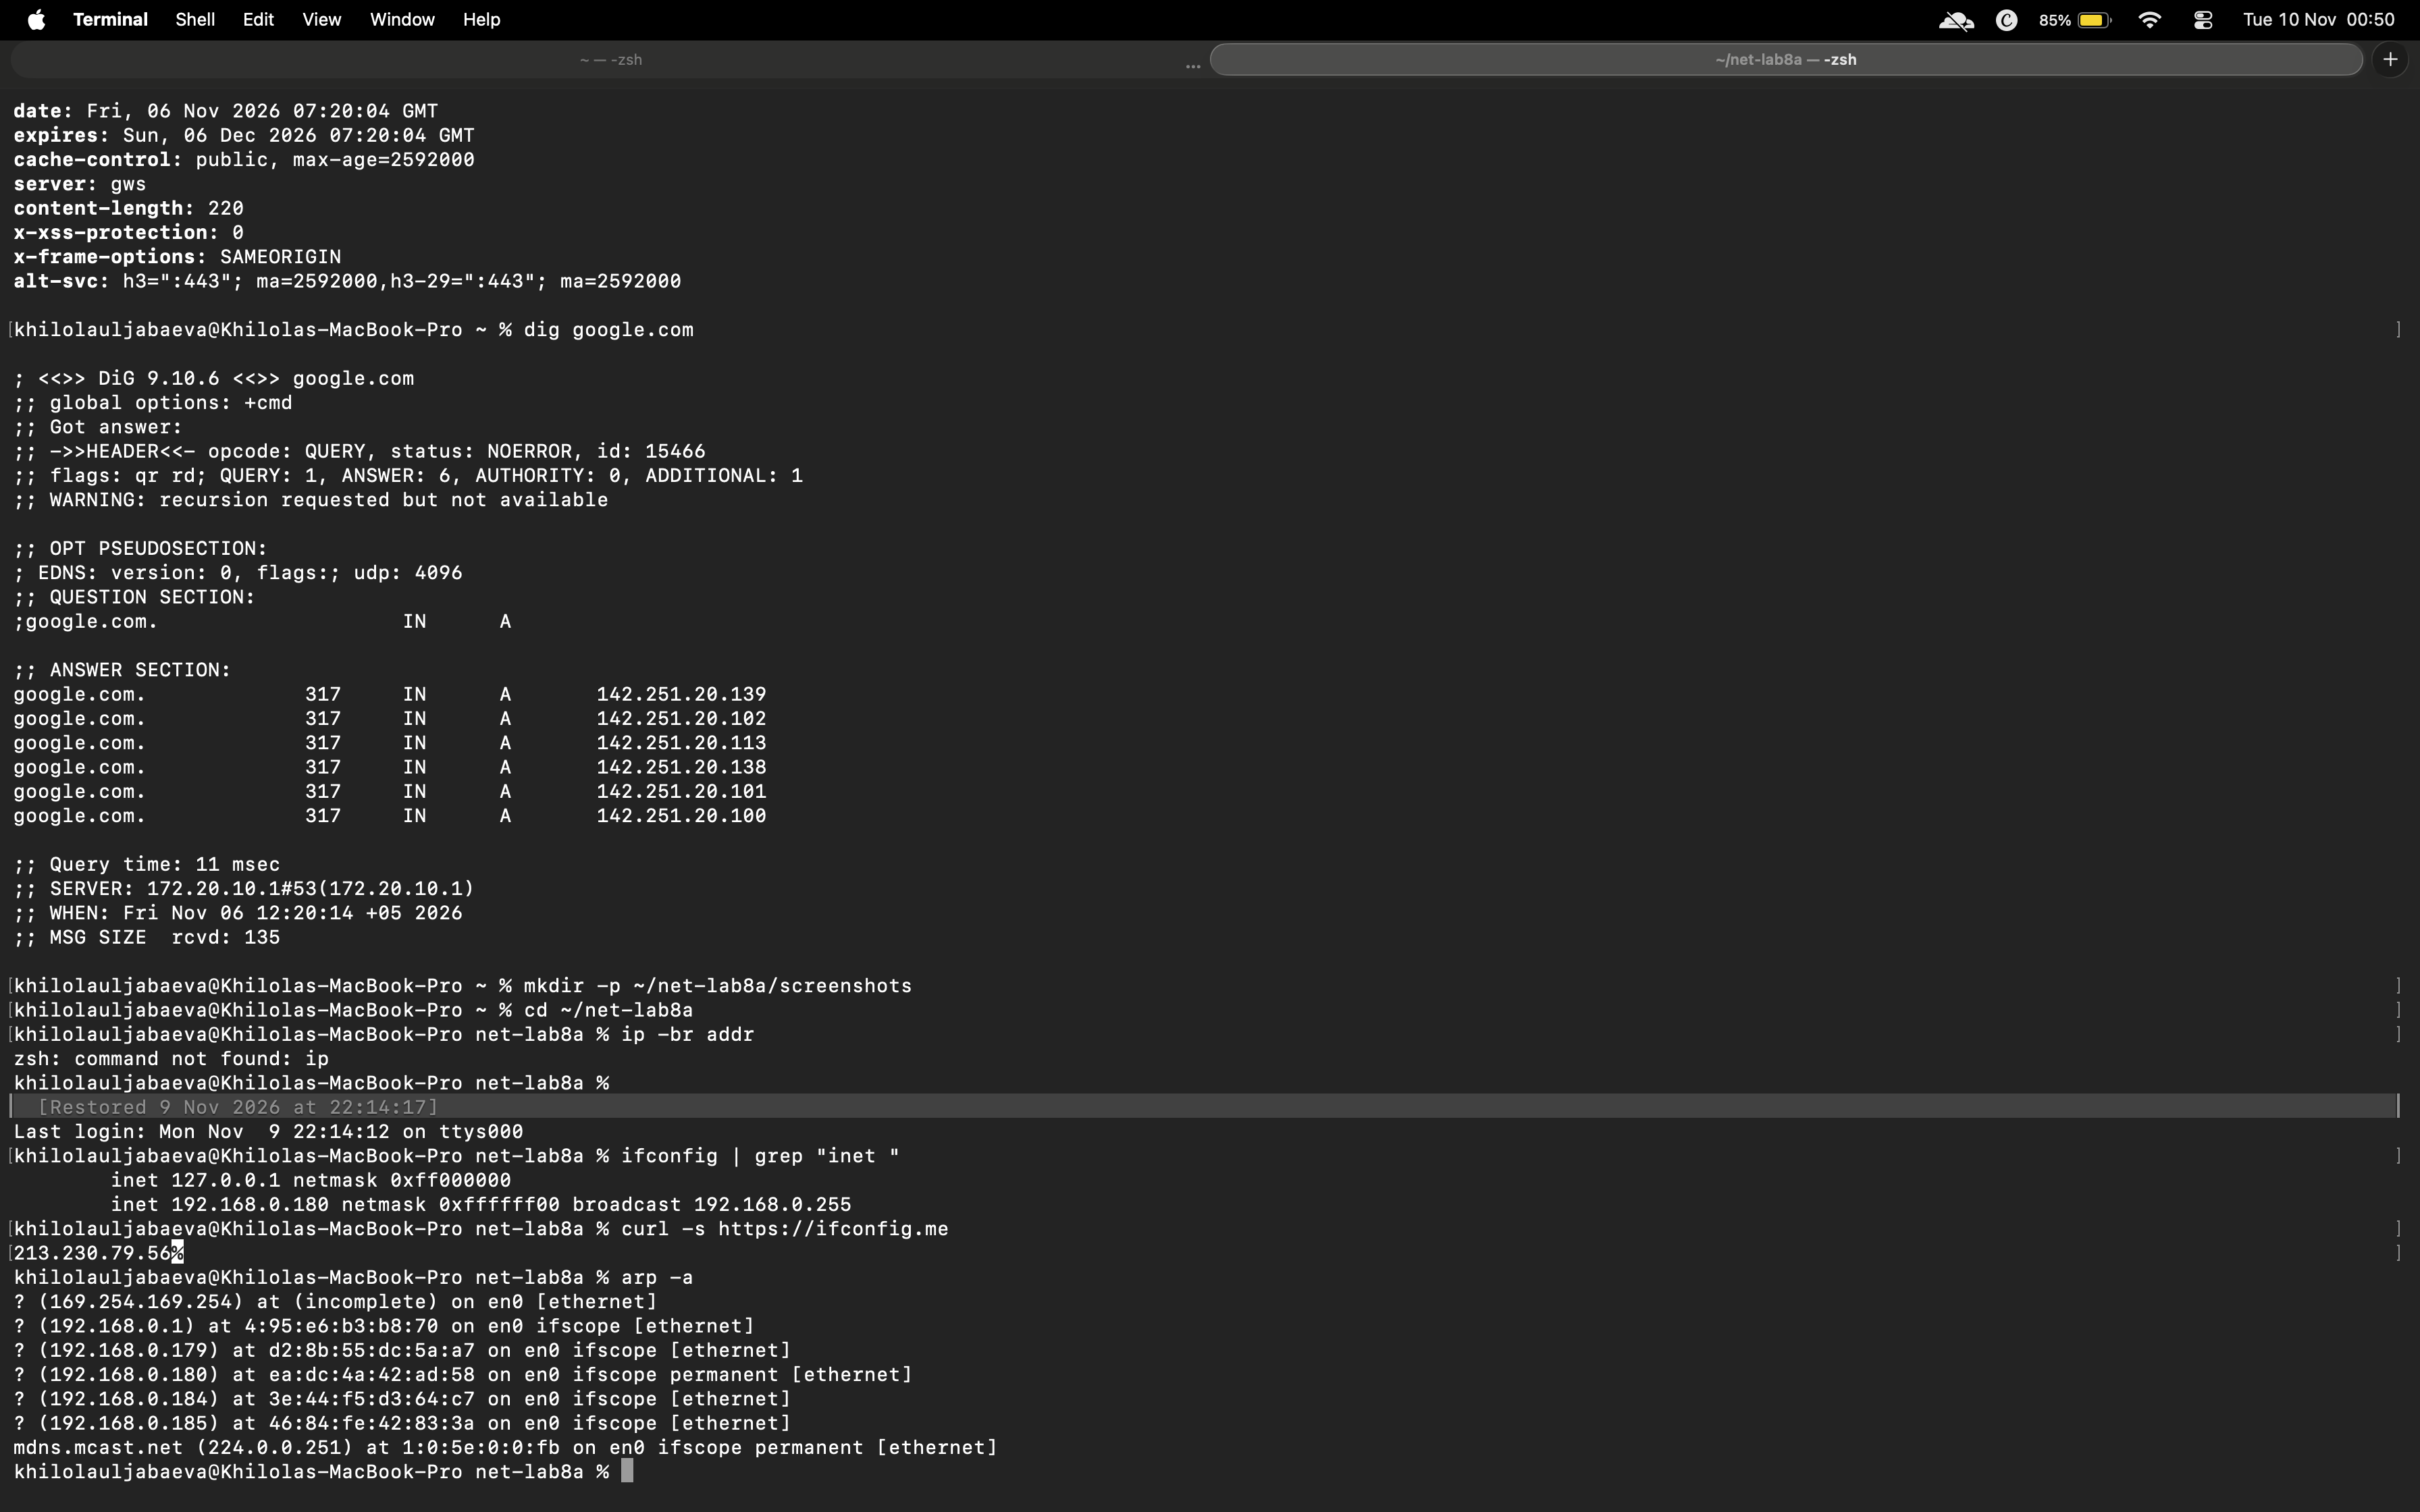 Terminal Shell Edit View Window Help 85% Tue 10 Nov 00:50
~ — -zsh ... ~/net-lab8a — -zsh +
date: Fri, 06 Nov 2026 07:20:04 GMT
expires: Sun, 06 Dec 2026 07:20:04 GMT
cache-control: public, max-age=2592000
server: gws
content-length: 220
x-xss-protection: 0
x-frame-options: SAMEORIGIN
alt-svc: h3=":443"; ma=2592000,h3-29=":443"; ma=2592000
[khilolauljabaeva@Khilolas-MacBook-Pro ~ % dig google.com ]
; <<>> DiG 9.10.6 <<>> google.com
;; global options: +cmd
;; Got answer:
;; ->>HEADER<<- opcode: QUERY, status: NOERROR, id: 15466
;; flags: qr rd; QUERY: 1, ANSWER: 6, AUTHORITY: 0, ADDITIONAL: 1
;; WARNING: recursion requested but not available
;; OPT PSEUDOSECTION:
; EDNS: version: 0, flags:; udp: 4096
;; QUESTION SECTION:
;google.com. IN A
;; ANSWER SECTION:
google.com. 317 IN A 142.251.20.139
google.com. 317 IN A 142.251.20.102
google.com. 317 IN A 142.251.20.113
google.com. 317 IN A 142.251.20.138
google.com. 317 IN A 142.251.20.101
google.com. 317 IN A 142.251.20.100
;; Query time: 11 msec
;; SERVER: 172.20.10.1#53(172.20.10.1)
;; WHEN: Fri Nov 06 12:20:14 +05 2026
;; MSG SIZE  rcvd: 135
[khilolauljabaeva@Khilolas-MacBook-Pro ~ % mkdir -p ~/net-lab8a/screenshots ]
[khilolauljabaeva@Khilolas-MacBook-Pro ~ % cd ~/net-lab8a ]
[khilolauljabaeva@Khilolas-MacBook-Pro net-lab8a % ip -br addr ]
zsh: command not found: ip
khilolauljabaeva@Khilolas-MacBook-Pro net-lab8a %
[Restored 9 Nov 2026 at 22:14:17]
Last login: Mon Nov  9 22:14:12 on ttys000
[khilolauljabaeva@Khilolas-MacBook-Pro net-lab8a % ifconfig | grep "inet " ]
inet 127.0.0.1 netmask 0xff000000
inet 192.168.0.180 netmask 0xffffff00 broadcast 192.168.0.255
[khilolauljabaeva@Khilolas-MacBook-Pro net-lab8a % curl -s https://ifconfig.me ]
[213.230.79.56% ]
khilolauljabaeva@Khilolas-MacBook-Pro net-lab8a % arp -a
? (169.254.169.254) at (incomplete) on en0 [ethernet]
? (192.168.0.1) at 4:95:e6:b3:b8:70 on en0 ifscope [ethernet]
? (192.168.0.179) at d2:8b:55:dc:5a:a7 on en0 ifscope [ethernet]
? (192.168.0.180) at ea:dc:4a:42:ad:58 on en0 ifscope permanent [ethernet]
? (192.168.0.184) at 3e:44:f5:d3:64:c7 on en0 ifscope [ethernet]
? (192.168.0.185) at 46:84:fe:42:83:3a on en0 ifscope [ethernet]
mdns.mcast.net (224.0.0.251) at 1:0:5e:0:0:fb on en0 ifscope permanent [ethernet]
khilolauljabaeva@Khilolas-MacBook-Pro net-lab8a %